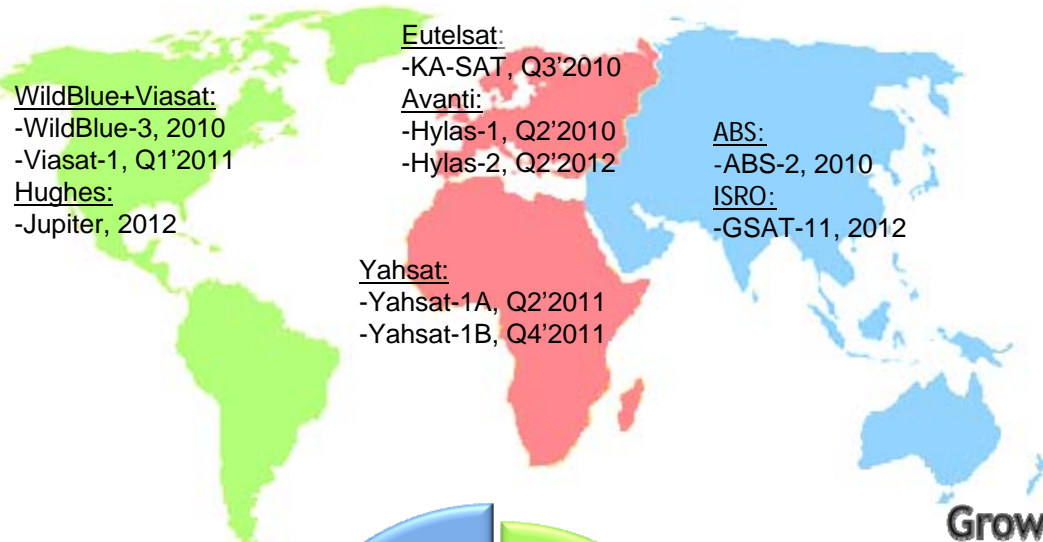 WildBlue+Viasat:
-WildBlue-3, 2010
-Viasat-1, Q1'2011
Hughes:
-Jupiter, 2012
Eutelsat:
-KA-SAT, Q3'2010
Avanti:
-Hylas-1, Q2'2010
-Hylas-2, Q2'2012
Yahsat:
-Yahsat-1A, Q2'2011
-Yahsat-1B, Q4'2011
ABS:
-ABS-2, 2010
ISRO:
-GSAT-11, 2012
Grow